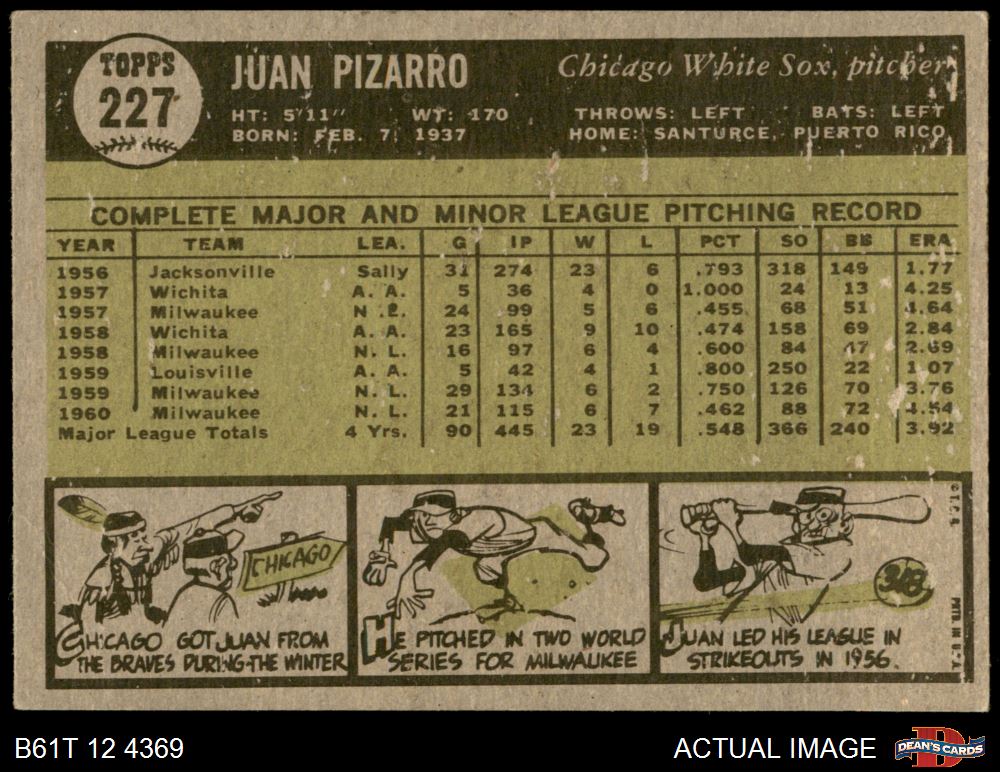 TOPPS
227
JUAN PIZARRO
Chicago White Sox, pitcher
HT: 5'11" WT: 170 THROWS: LEFT BATS: LEFT
BORN: FEB. 7, 1937 HOME: SANTURCE, PUERTO RICO
COMPLETE MAJOR AND MINOR LEAGUE PITCHING RECORD
YEAR TEAM LEA. G IP W L PCT SO BB ERA
1956 Jacksonville Sally 31 274 23 6 .793 318 149 1.77
1957 Wichita A. A. 5 36 4 0 1.000 24 13 4.25
1957 Milwaukee N. L. 24 99 5 6 .455 68 51 4.64
1958 Wichita A. A. 23 165 9 10 .474 158 69 2.84
1958 Milwaukee N. L. 16 97 6 4 .600 84 47 2.69
1959 Louisville A. A. 5 42 4 1 .800 250 22 1.07
1959 Milwaukee N. L. 29 134 6 2 .750 126 70 3.76
1960 Milwaukee N. L. 21 115 6 7 .462 88 72 4.54
Major League Totals 4 Yrs. 90 445 23 19 .548 366 240 3.92
CHICAGO
CHICAGO GOT JUAN FROM
THE BRAVES DURING THE WINTER
HE PITCHED IN TWO WORLD
SERIES FOR MILWAUKEE
318
JUAN LED HIS LEAGUE IN
STRIKEOUTS IN 1956.
© T.C.G. PRTD. IN U.S.A.
B61T 12 4369
ACTUAL IMAGE
D
DEAN'S CARDS